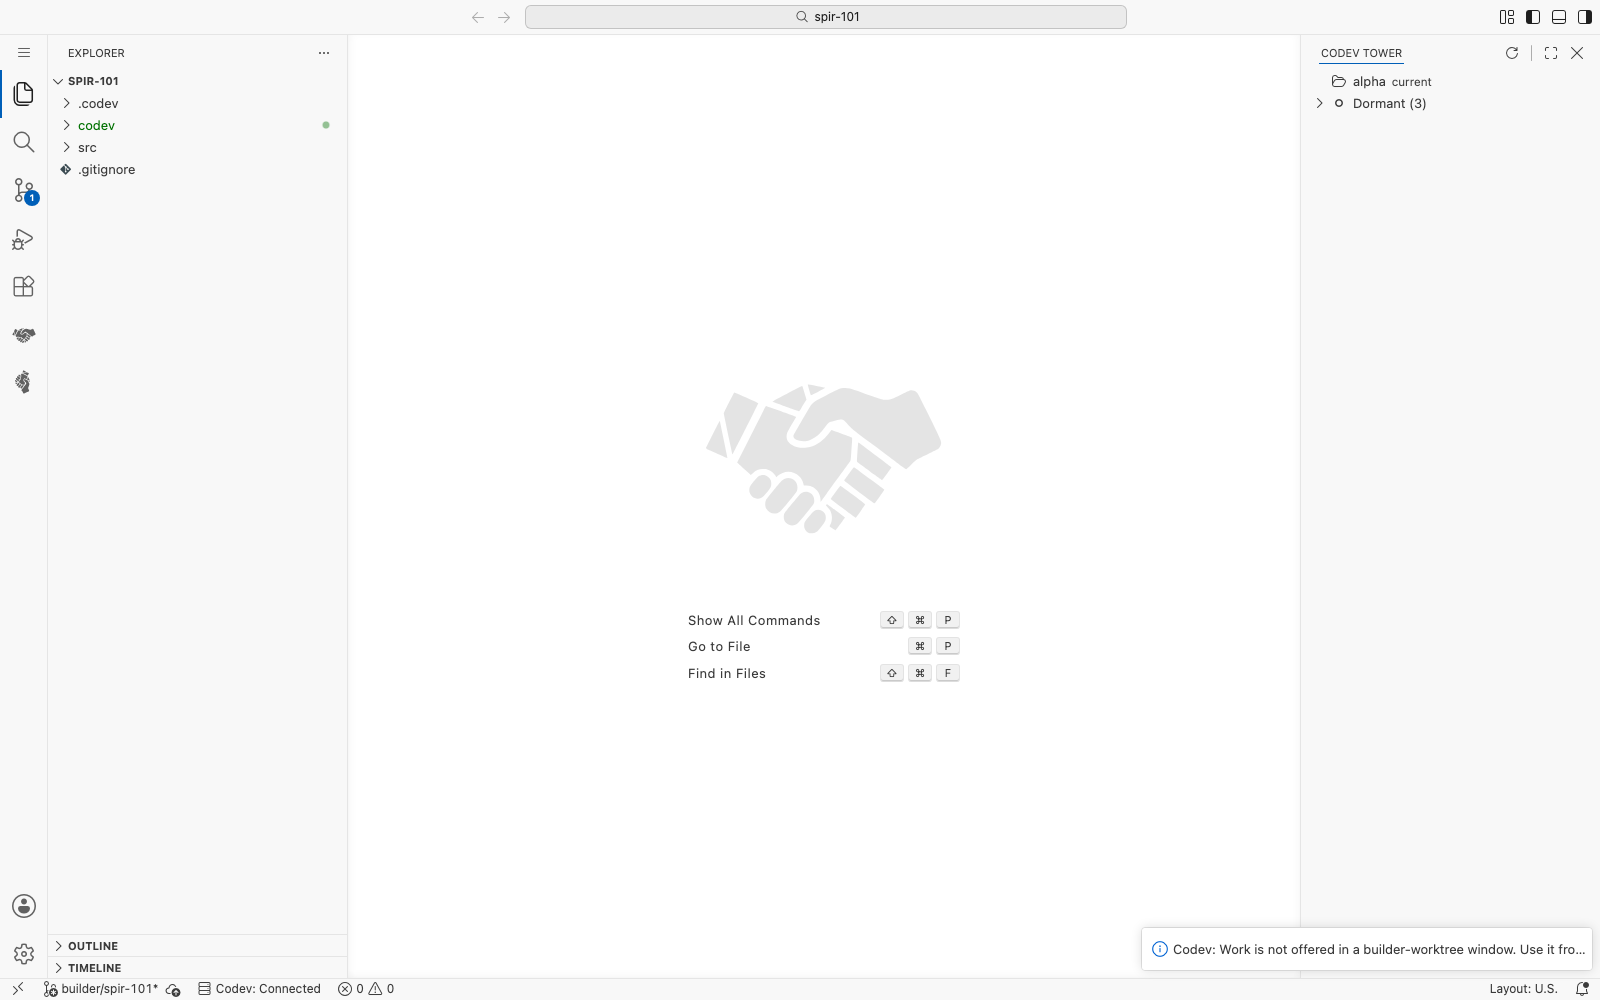 spir-101
EXPLORER
SPIR-101
.codev
codev
src
.gitignore
1
Show All Commands ⇧ ⌘ P
Go to File ⌘ P
Find in Files ⇧ ⌘ F
CODEV TOWER
alpha current
Dormant (3)
OUTLINE
TIMELINE
Codev: Work is not offered in a builder-worktree window. Use it fro...
builder/spir-101*
Codev: Connected
0
0
Layout: U.S.